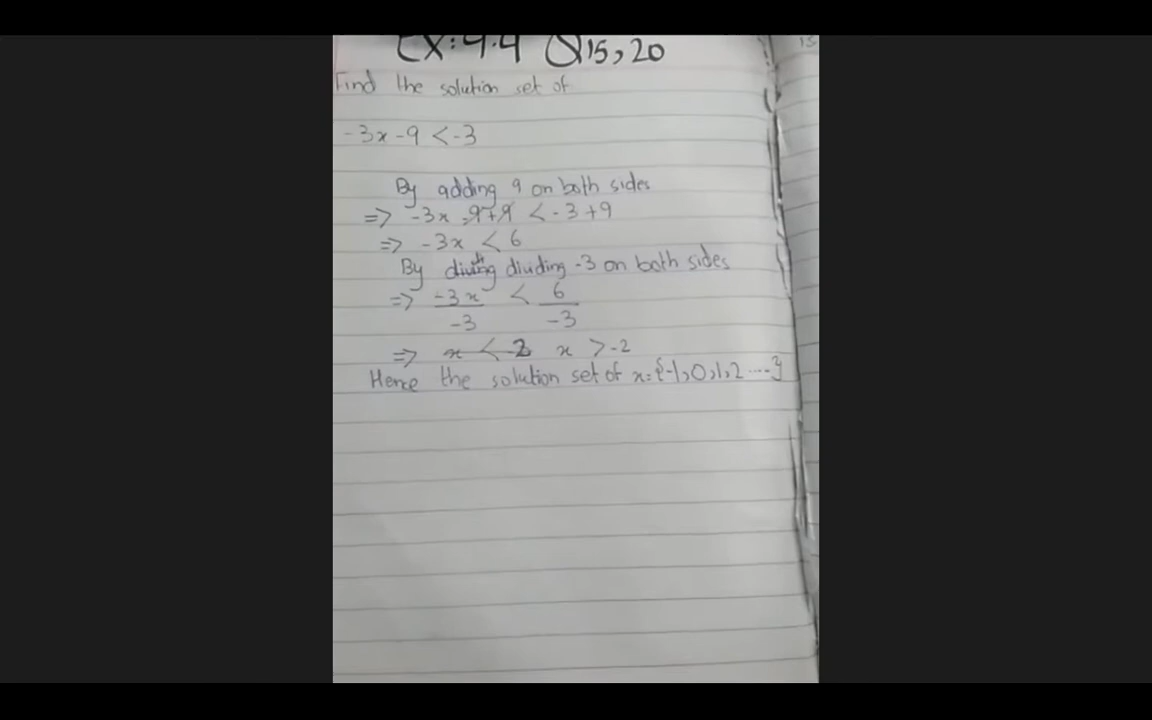 Ex: 4.4 Q15, 20
Find the solution set of
-3x -9 < -3
By adding 9 on both sides
=> -3x -9+9 < -3+9
=> -3x < 6
By dividing -3 on both sides
=> -3x/-3 < 6/-3
=> x < -2 x > -2
Hence the solution set of x={-1,0,1,2 ....}